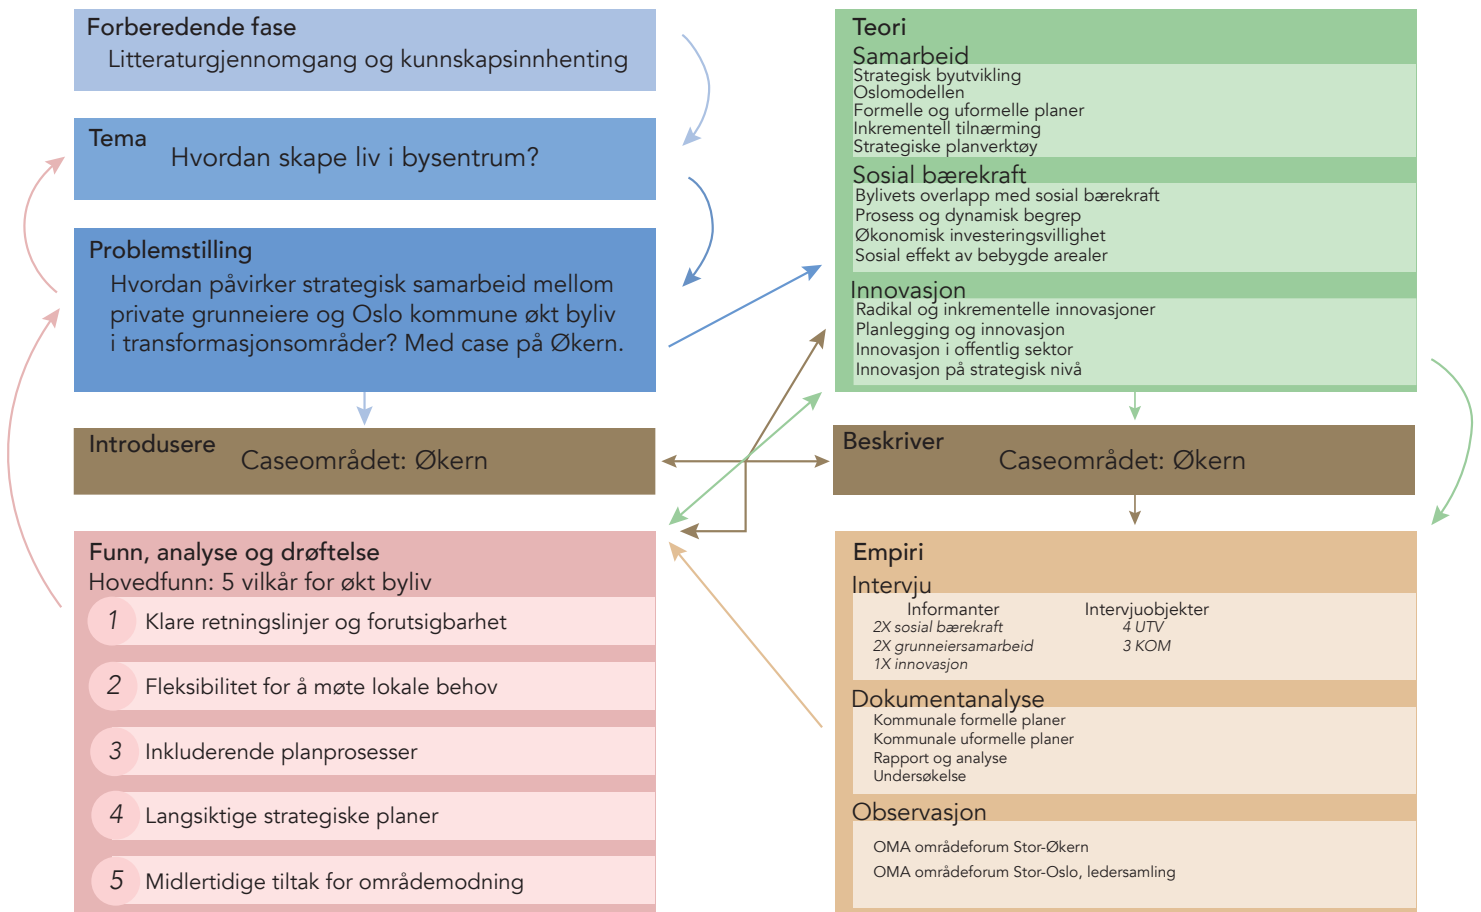 Forberedende fase
Litteraturgjennomgang og kunnskapsinnhenting
Tema
Hvordan skape liv i bysentrum?
Problemstilling
Hvordan påvirker strategisk samarbeid mellom
private grunneiere og Oslo kommune økt byliv
i transformasjonsområder? Med case på Økern.
Introdusere
Caseområdet: Økern
Funn, analyse og drøftelse
Hovedfunn: 5 vilkår for økt byliv
1 Klare retningslinjer og forutsigbarhet
2 Fleksibilitet for å møte lokale behov
3 Inkluderende planprosesser
4 Langsiktige strategiske planer
5 Midlertidige tiltak for områdemodning
Teori
Samarbeid
Strategisk byutvikling
Oslomodellen
Formelle og uformelle planer
Inkrementell tilnærming
Strategiske planverktøy
Sosial bærekraft
Bylivets overlapp med sosial bærekraft
Prosess og dynamisk begrep
Økonomisk investeringsvillighet
Sosial effekt av bebygde arealer
Innovasjon
Radikal og inkrementelle innovasjoner
Planlegging og innovasjon
Innovasjon i offentlig sektor
Innovasjon på strategisk nivå
Beskriver
Caseområdet: Økern
Empiri
Intervju
Informanter
2X sosial bærekraft
2X grunneiersamarbeid
1X innovasjon
Intervjuobjekter
4 UTV
3 KOM
Dokumentanalyse
Kommunale formelle planer
Kommunale uformelle planer
Rapport og analyse
Undersøkelse
Observasjon
OMA områdeforum Stor-Økern
OMA områdeforum Stor-Oslo, ledersamling